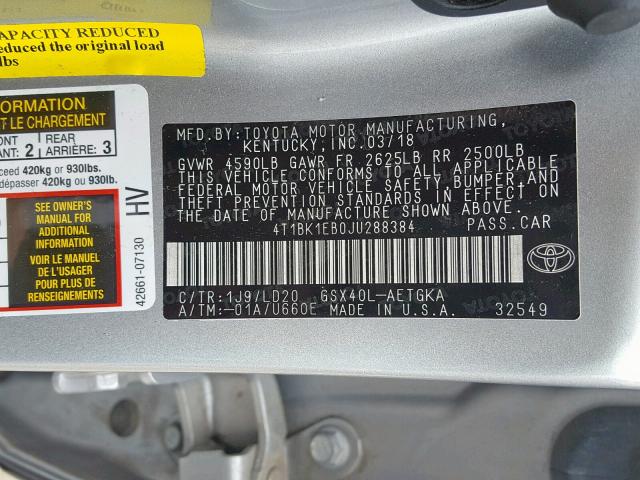 APACITY REDUCED
educed the original load
lbs
FORMATION
T LE CHARGEMENT
ONT
ANT: 2
REAR
ARRIÈRE: 3
ceed 420kg or 930lbs.
dépasser 420kg ou 930lb.
SEE OWNER'S
MANUAL FOR
ADDITIONAL
INFORMATION
VOIR LE MANUEL
DE L'USAGER
POUR PLUS DE
RENSEIGNEMENTS
HV
42661-07130
MFD.BY:TOYOTA MOTOR MANUFACTURING,
KENTUCKY,INC.03/18
GVWR 4590LB GAWR FR 2625LB RR 2500LB
THIS VEHICLE CONFORMS TO ALL APPLICABLE
FEDERAL MOTOR VEHICLE SAFETY,BUMPER,AND
THEFT PREVENTION STANDARDS IN EFFECT ON
THE DATE OF MANUFACTURE SHOWN ABOVE.
4T1BK1EB0JU288384 PASS.CAR
C/TR:1J9/LD20 GSX40L-AETGKA
A/TM:-01A/U660E MADE IN U.S.A. 32549